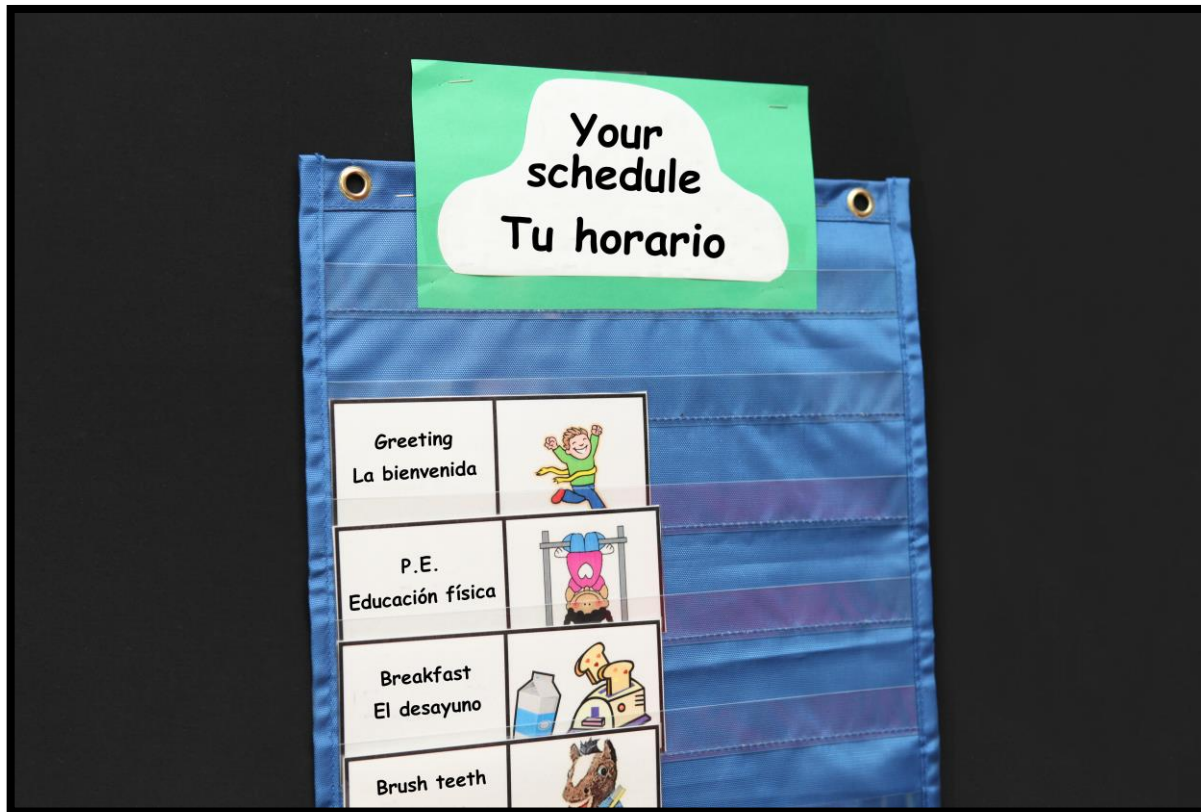 Your
schedule
Tu horario
Greeting
La bienvenida
P.E.
Educación física
Breakfast
El desayuno
Brush teeth